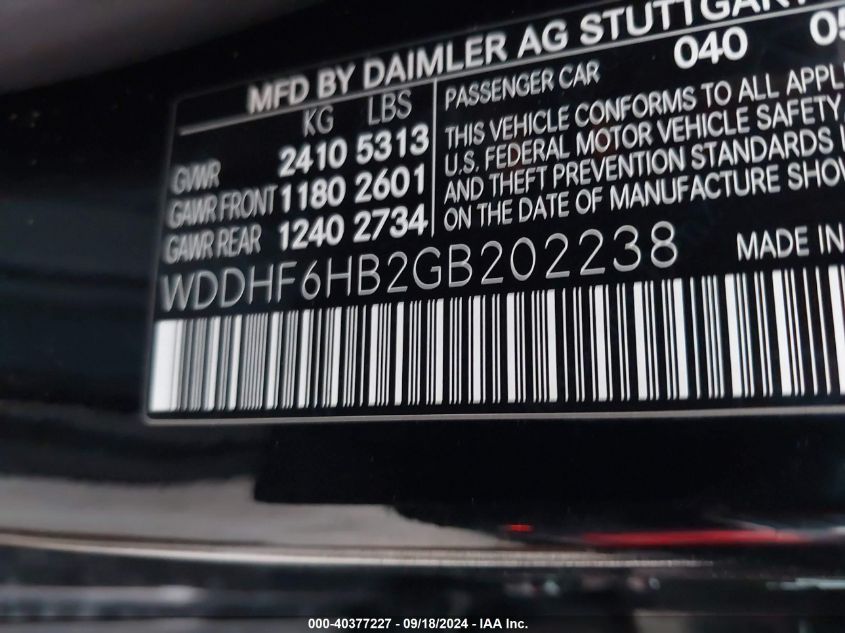 MFD BY DAIMLER AG STUTTGART
040 05
KG LBS
PASSENGER CAR
GVWR 2410 5313
GAWR FRONT 1180 2601
GAWR REAR 1240 2734
THIS VEHICLE CONFORMS TO ALL APPL
U.S. FEDERAL MOTOR VEHICLE SAFETY,
AND THEFT PREVENTION STANDARDS I
ON THE DATE OF MANUFACTURE SHOW
WDDHF6HB2GB202238
MADE IN
000-40377227 - 09/18/2024 - IAA Inc.